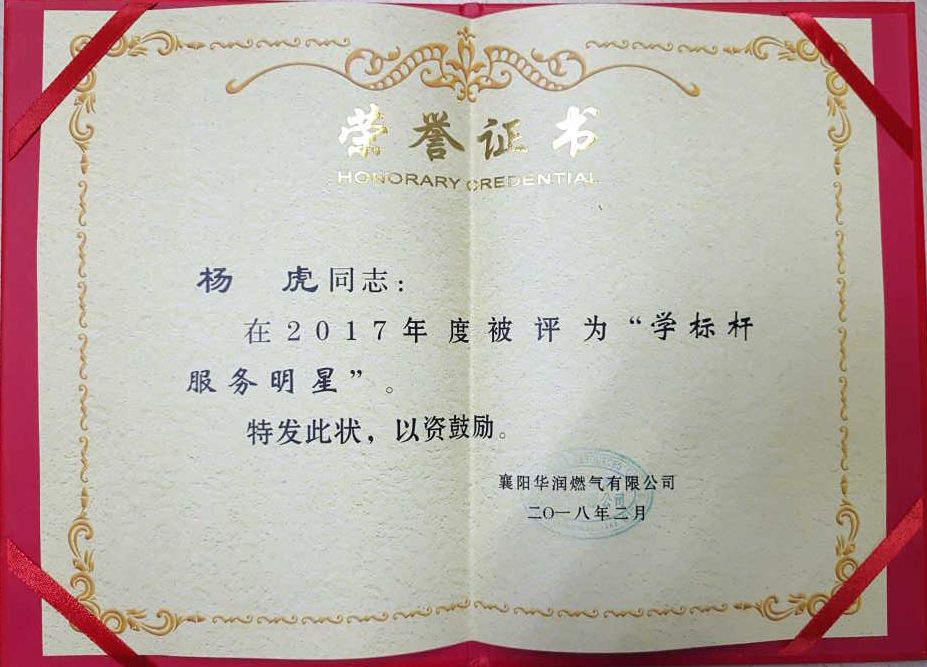 荣誉证书
HONORARY CREDENTIAL
杨 虎同志：
在2017年度被评为“学标杆
服务明星”。
特发此状，以资鼓励。
襄阳华润燃气有限公司
二〇一八年二月
公司